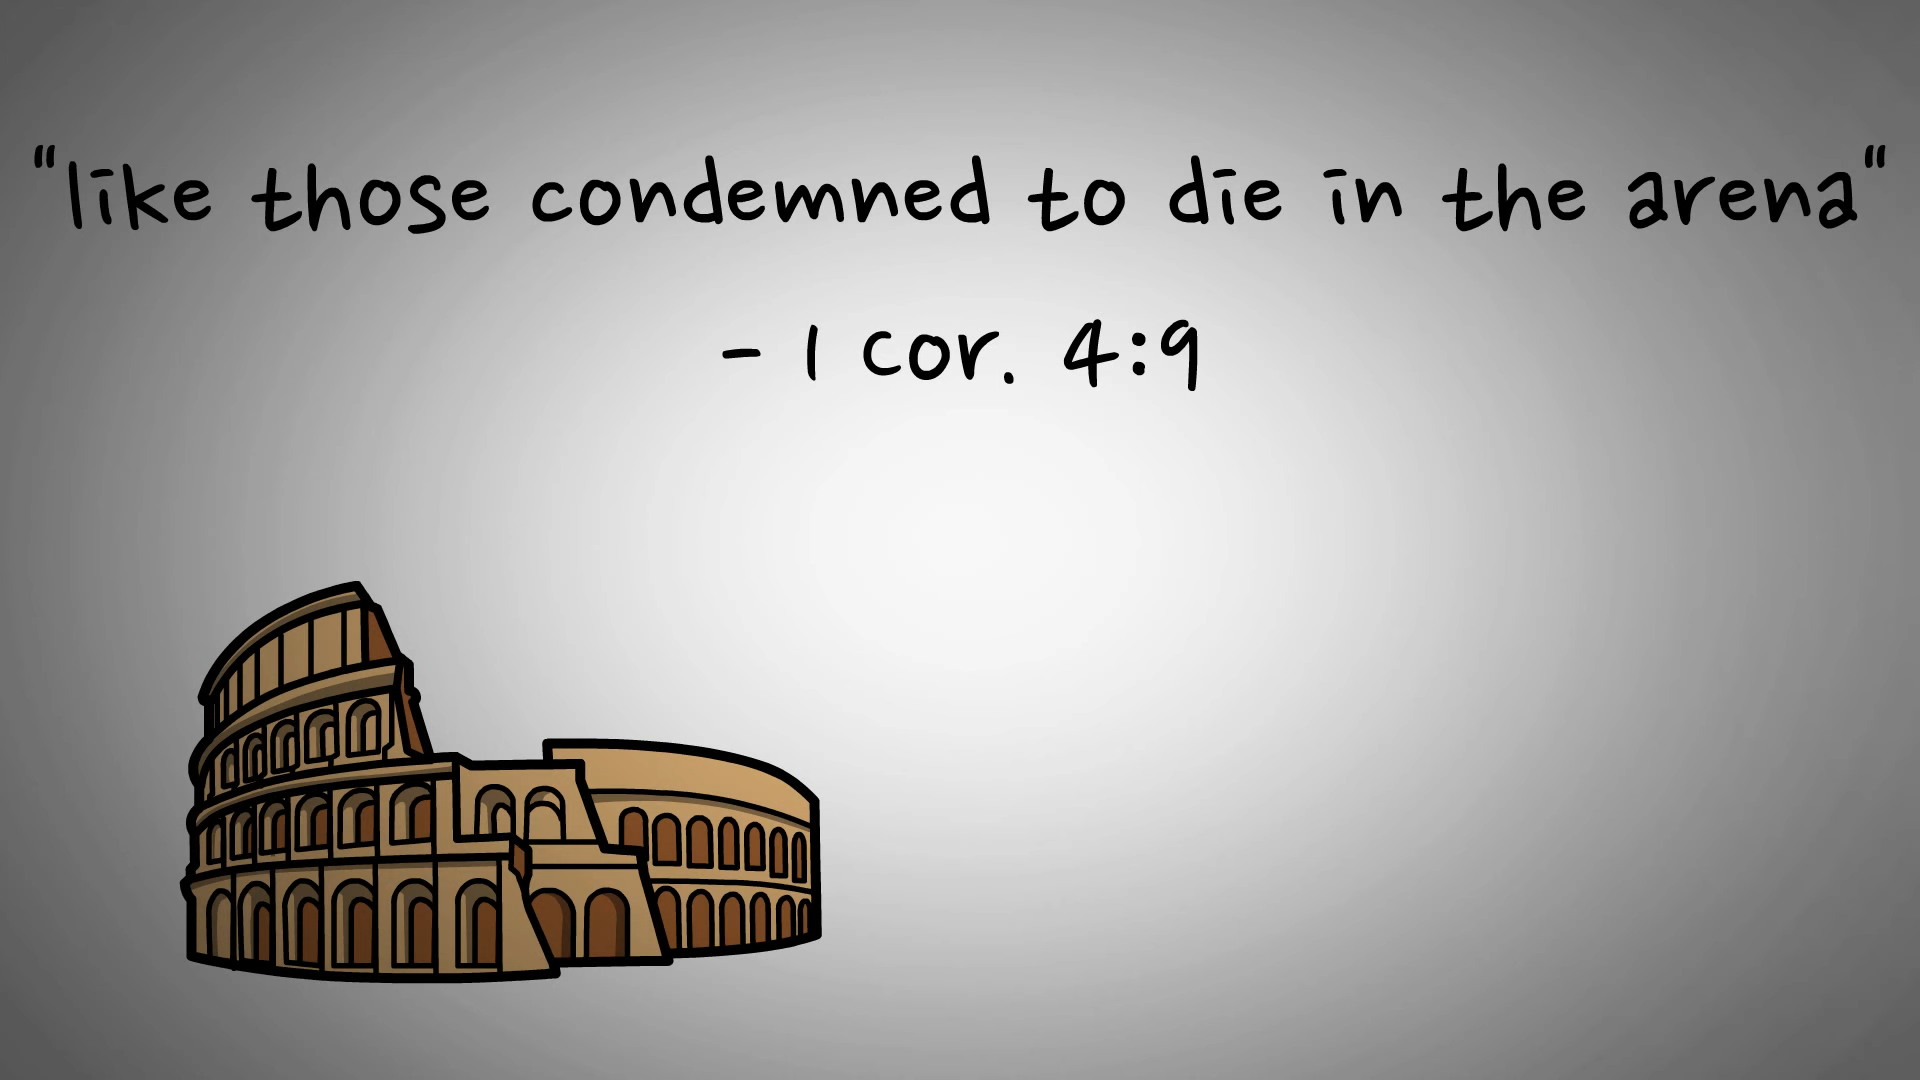 "like those condemned to die in the arena"
- 1 cor. 4:9